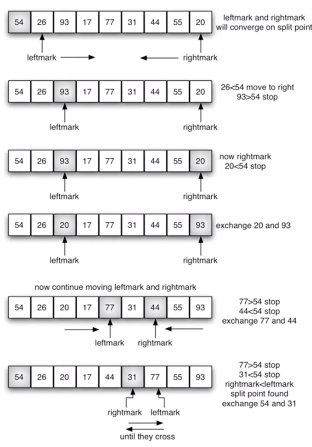 54 26 93 17 77 31 44 55 20
leftmark and rightmark
will converge on split point
leftmark
rightmark
54 26 93 17 77 31 44 55 20
26<54 move to right
93>54 stop
leftmark
rightmark
54 26 93 17 77 31 44 55 20
now rightmark
20<54 stop
leftmark
rightmark
54 26 20 17 77 31 44 55 93
exchange 20 and 93
leftmark
rightmark
now continue moving leftmark and rightmark
54 26 20 17 77 31 44 55 93
77>54 stop
44<54 stop
exchange 77 and 44
leftmark
rightmark
54 26 20 17 44 31 77 55 93
77>54 stop
31<54 stop
rightmark<leftmark
split point found
exchange 54 and 31
rightmark
leftmark
until they cross